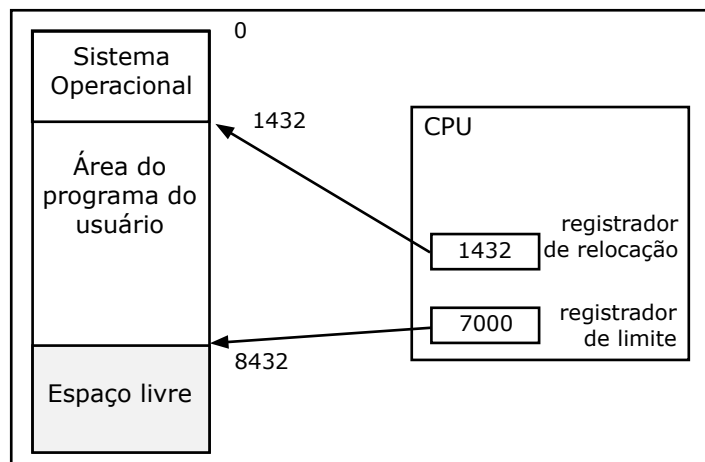 0
Sistema
Operacional
1432
CPU
Área do
programa do
usuário
1432
registrador
de relocação
7000
registrador
de limite
8432
Espaço livre